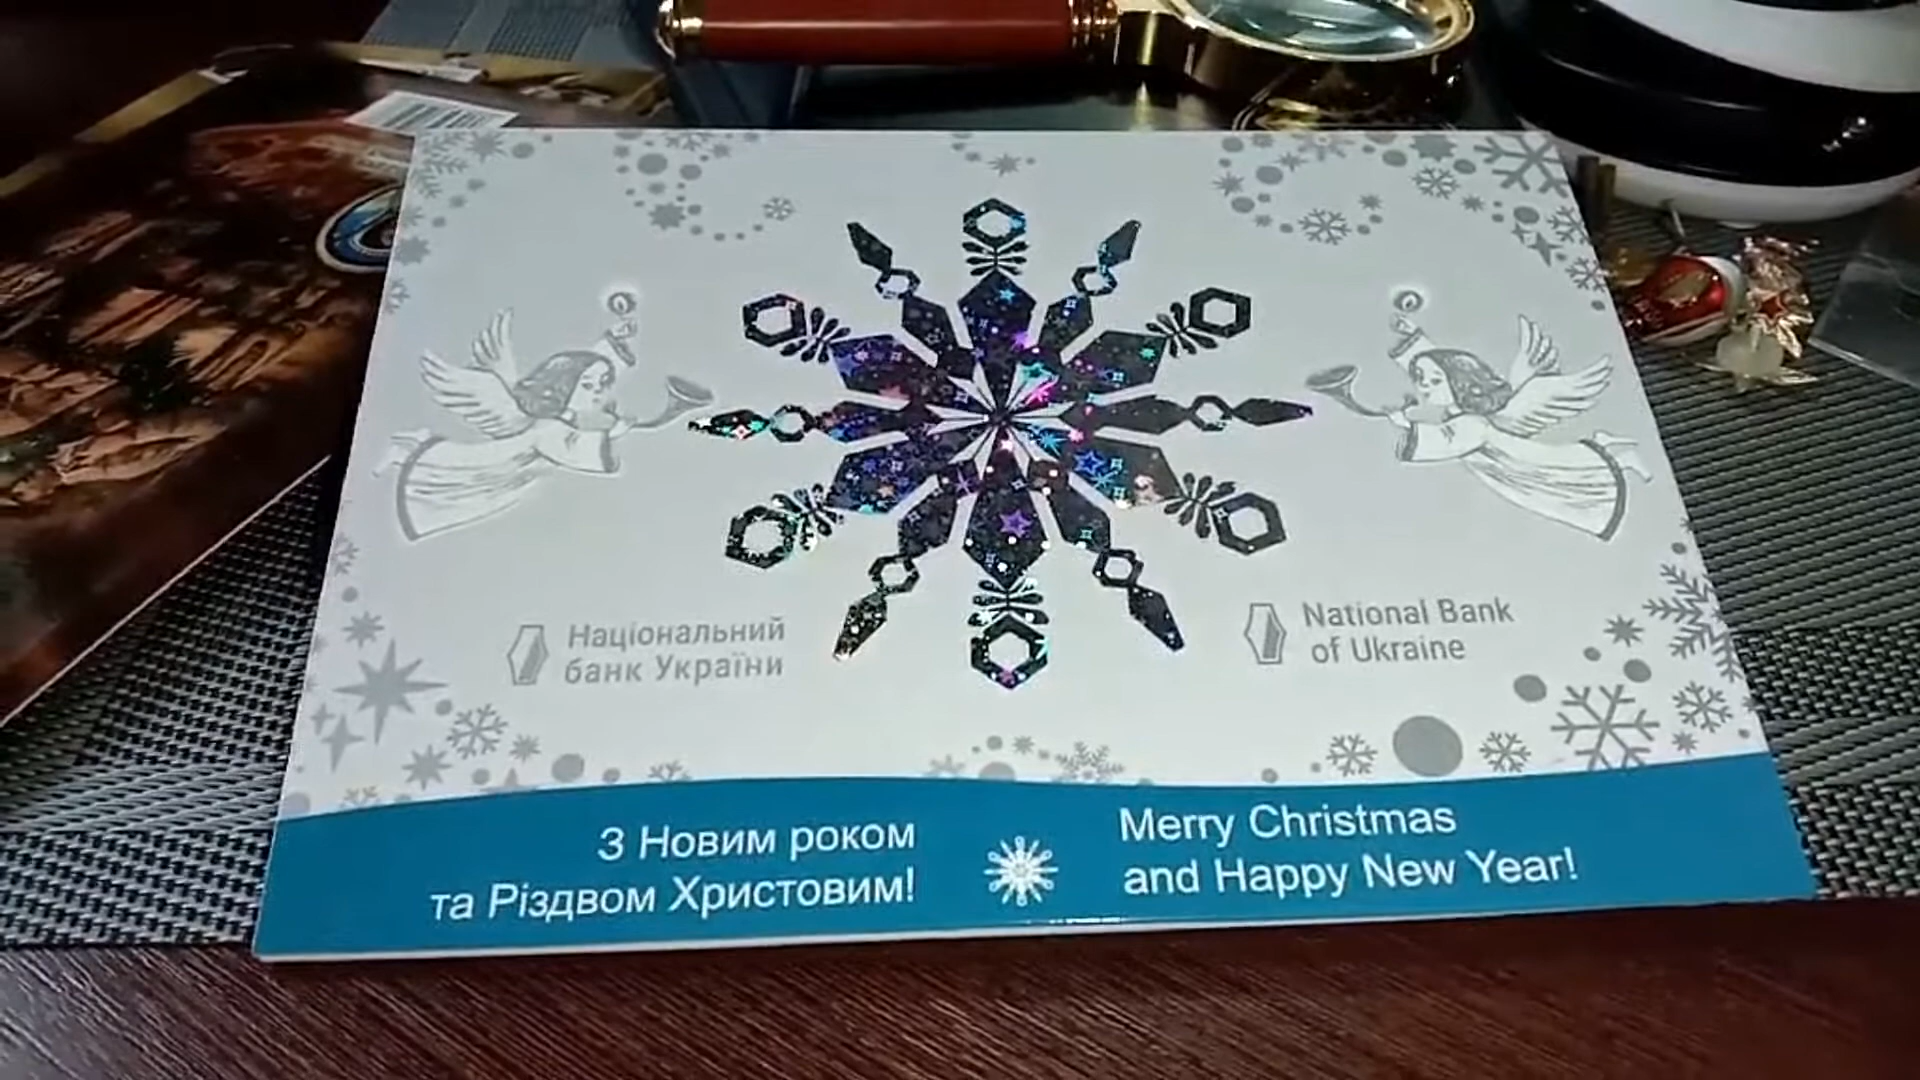 Національний
банк України
National Bank
of Ukraine
З Новим роком
та Різдвом Христовим!
Merry Christmas
and Happy New Year!